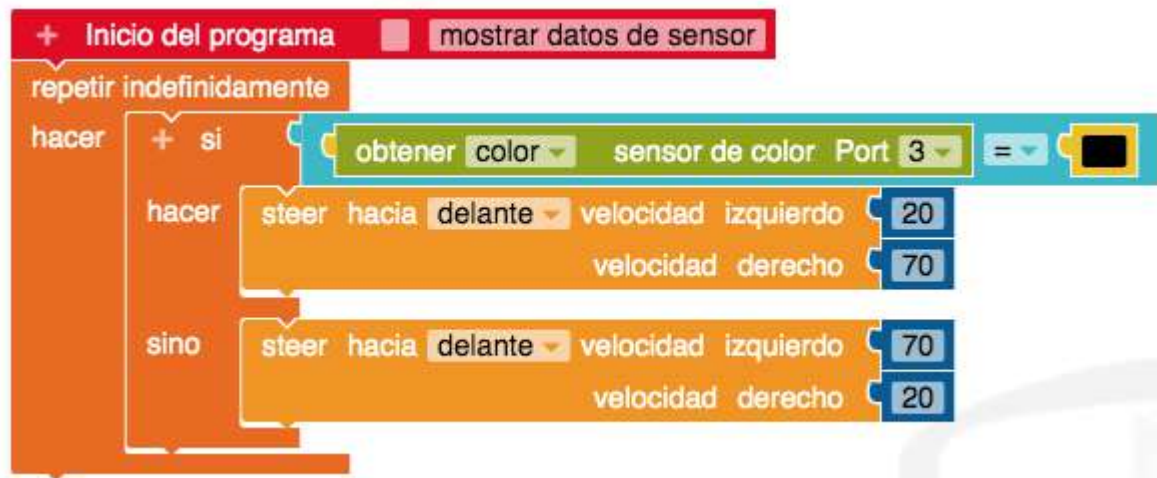 + Inicio del programa mostrar datos de sensor
repetir indefinidamente
hacer + si obtener color sensor de color Port 3 =
hacer steer hacia delante velocidad izquierdo 20
velocidad derecho 70
sino steer hacia delante velocidad izquierdo 70
velocidad derecho 20